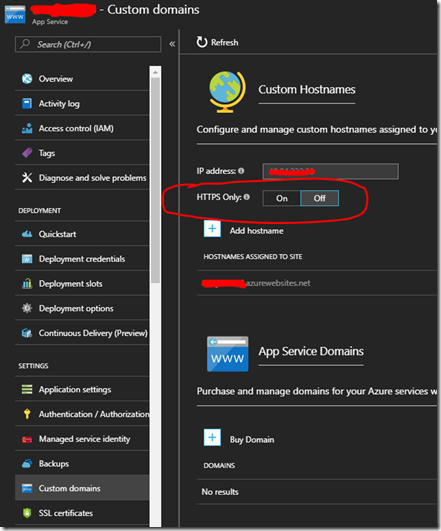 - Custom domains
App Service
Search (Ctrl+/)
«
Overview
Activity log
Access control (IAM)
Tags
Diagnose and solve problems
DEPLOYMENT
Quickstart
Deployment credentials
Deployment slots
Deployment options
Continuous Delivery (Preview)
SETTINGS
Application settings
Authentication / Authorization
Managed service identity
Backups
Custom domains
SSL certificates
Refresh
Custom Hostnames
Configure and manage custom hostnames assigned to yo
IP address:
HTTPS Only: On Off
Add hostname
HOSTNAMES ASSIGNED TO SITE
.azurewebsites.net
WWW
App Service Domains
Purchase and manage domains for your Azure services w
Buy Domain
DOMAINS
No results